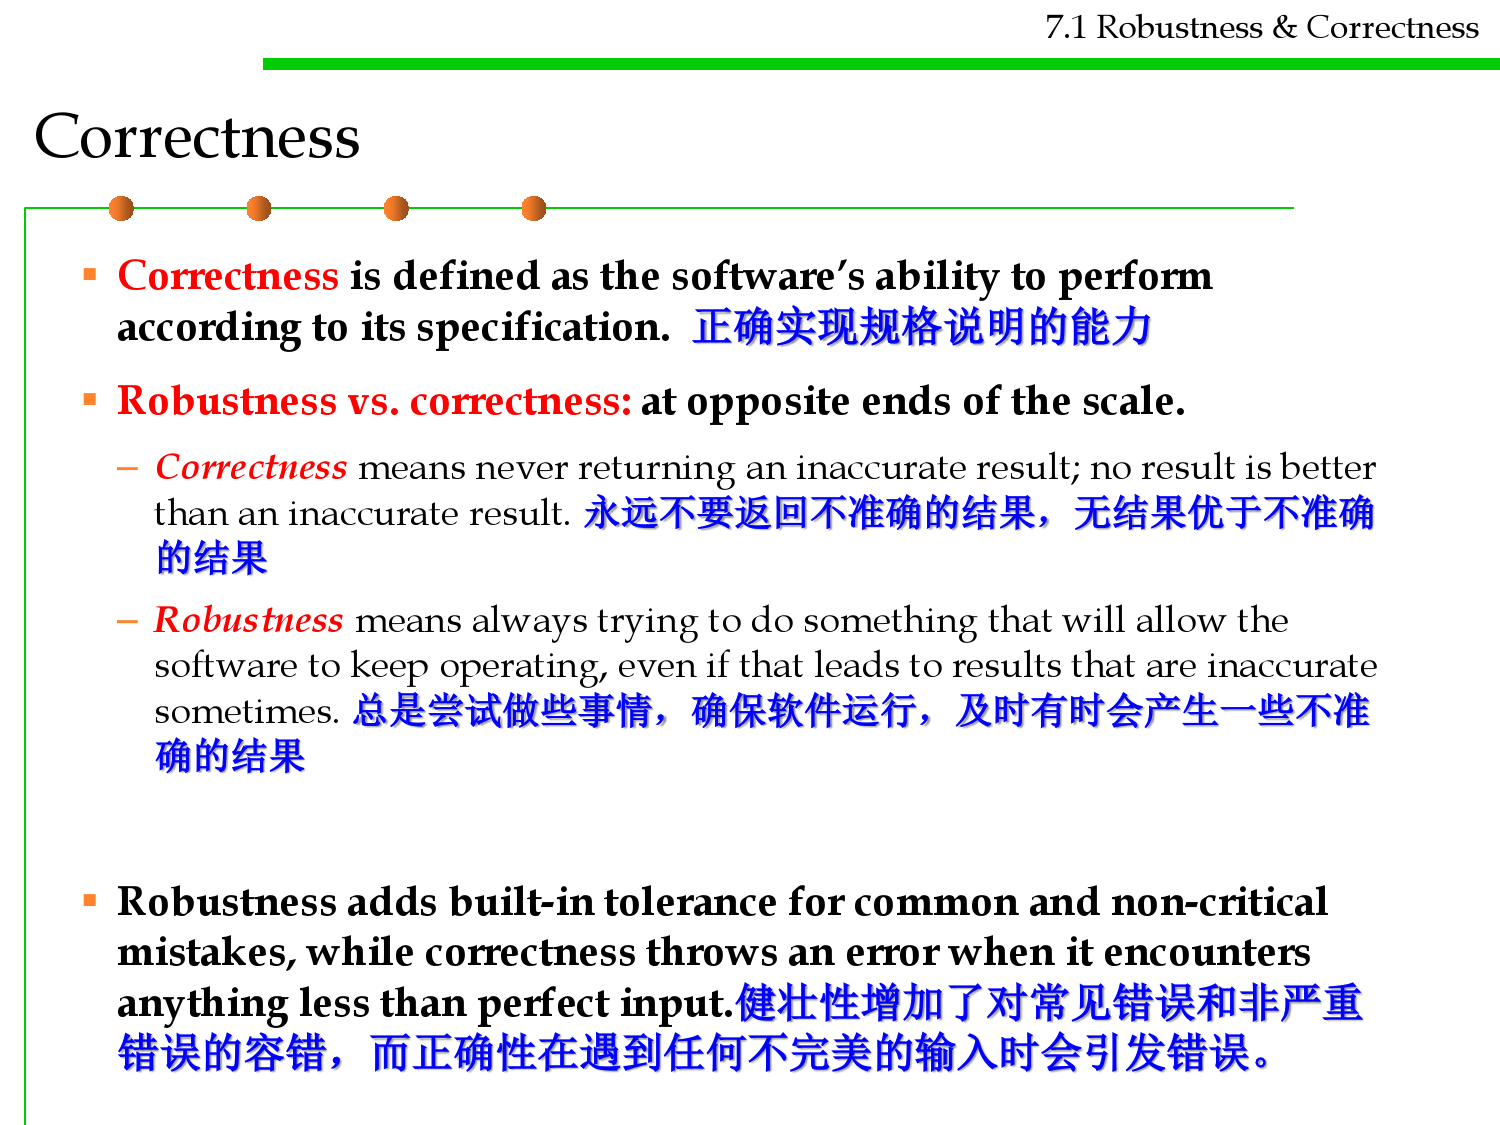 7.1 Robustness & Correctness
Correctness
Correctness is defined as the software’s ability to perform
according to its specification. 正确实现规格说明的能力
Robustness vs. correctness: at opposite ends of the scale.
– Correctness means never returning an inaccurate result; no result is better
than an inaccurate result. 永远不要返回不准确的结果，无结果优于不准确
的结果
– Robustness means always trying to do something that will allow the
software to keep operating, even if that leads to results that are inaccurate
sometimes. 总是尝试做些事情，确保软件运行，及时有时会产生一些不准
确的结果
Robustness adds built-in tolerance for common and non-critical
mistakes, while correctness throws an error when it encounters
anything less than perfect input.健壮性增加了对常见错误和非严重
错误的容错，而正确性在遇到任何不完美的输入时会引发错误。